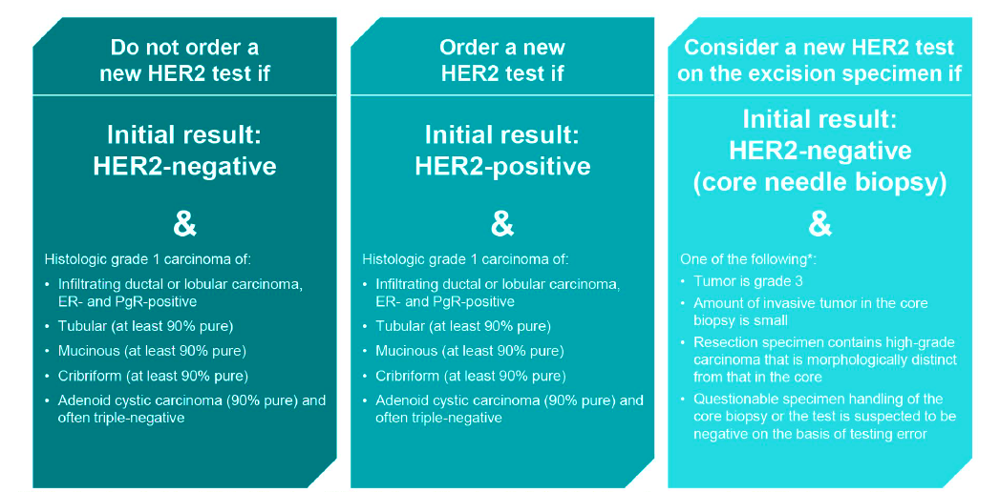 Do not order a
new HER2 test if
Initial result:
HER2-negative
&
Histologic grade 1 carcinoma of:
• Infiltrating ductal or lobular carcinoma,
ER- and PgR-positive
• Tubular (at least 90% pure)
• Mucinous (at least 90% pure)
• Cribriform (at least 90% pure)
• Adenoid cystic carcinoma (90% pure) and
often triple-negative
Order a new
HER2 test if
Initial result:
HER2-positive
&
Histologic grade 1 carcinoma of:
• Infiltrating ductal or lobular carcinoma,
ER- and PgR-positive
• Tubular (at least 90% pure)
• Mucinous (at least 90% pure)
• Cribriform (at least 90% pure)
• Adenoid cystic carcinoma (90% pure) and
often triple-negative
Consider a new HER2 test
on the excision specimen if
Initial result:
HER2-negative
(core needle biopsy)
&
One of the following*:
• Tumor is grade 3
• Amount of invasive tumor in the core
biopsy is small
• Resection specimen contains high-grade
carcinoma that is morphologically distinct
from that in the core
• Questionable specimen handling of the
core biopsy or the test is suspected to be
negative on the basis of testing error